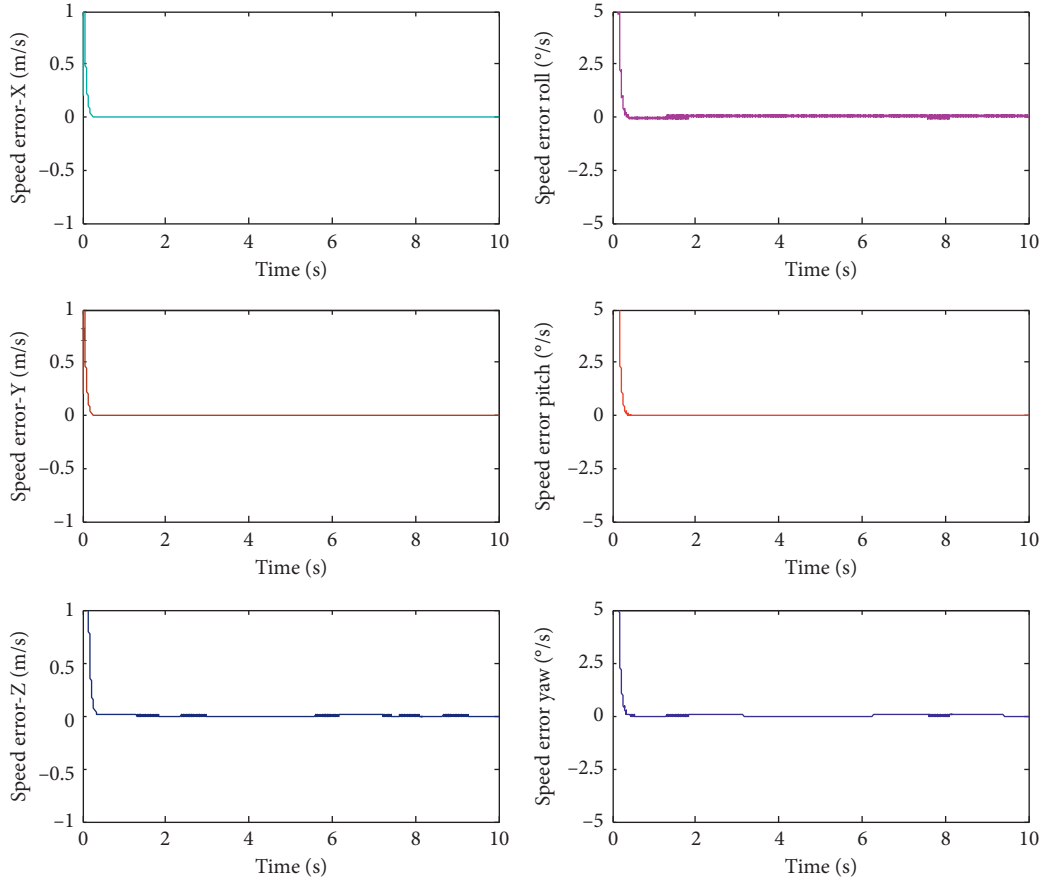 Speed error-X (m/s)
1
0.5
0
–0.5
–1
0 2 4 6 8 10
Time (s)
Speed error roll (°/s)
5
2.5
0
–2.5
–5
0 2 4 6 8 10
Time (s)
Speed error-Y (m/s)
1
0.5
0
–0.5
–1
0 2 4 6 8 10
Time (s)
Speed error pitch (°/s)
5
2.5
0
–2.5
–5
0 2 4 6 8 10
Time (s)
Speed error-Z (m/s)
1
0.5
0
–0.5
–1
0 2 4 6 8 10
Time (s)
Speed error yaw (°/s)
5
2.5
0
–2.5
–5
0 2 4 6 8 10
Time (s)